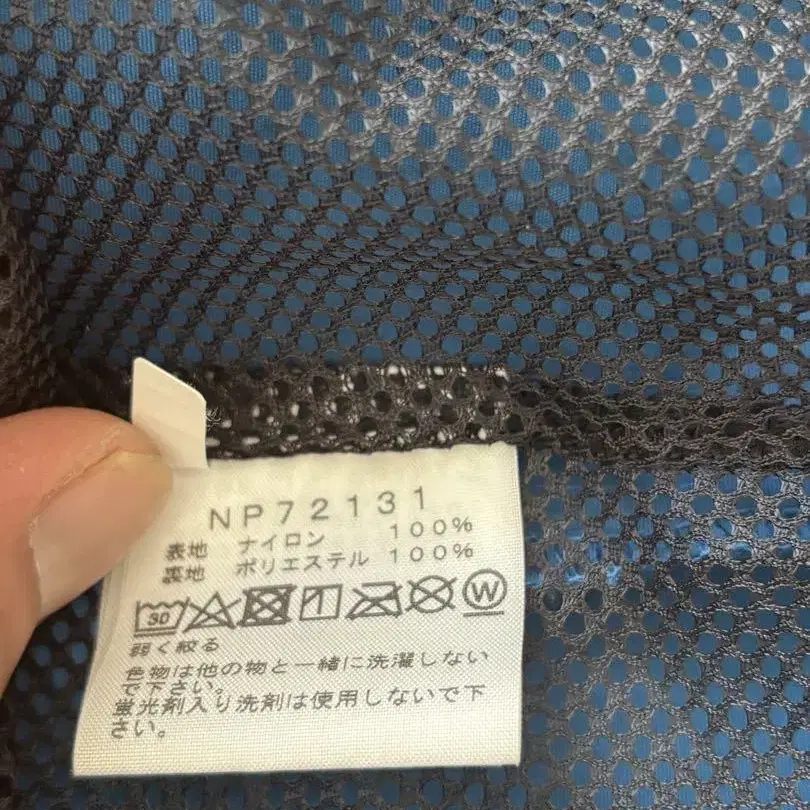 NP72131
表地 ナイロン 100%
裏地 ポリエステル 100%
30 W
弱く絞る
色物は他の物と一緒に洗濯しない
で下さい。
蛍光剤入り洗剤は使用しないで下
さい。